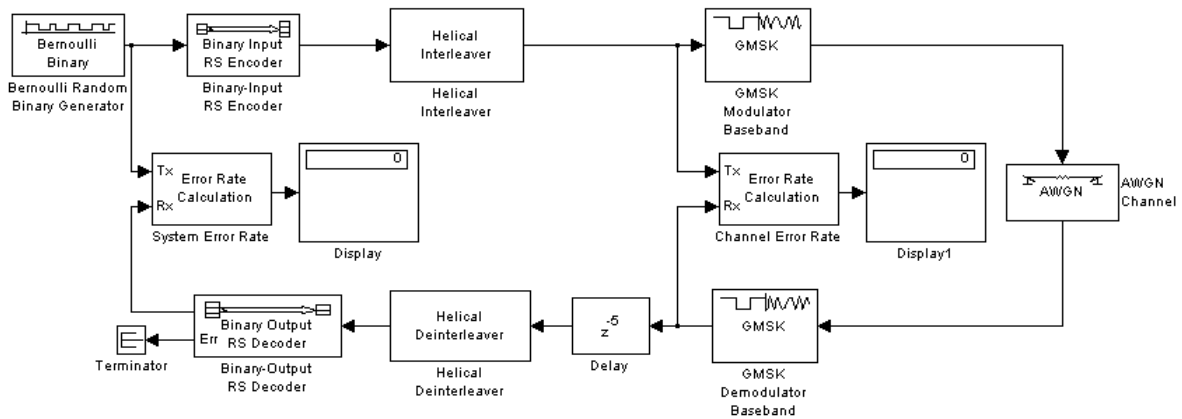 Bernoulli
Binary
Bernoulli Random
Binary Generator
Binary Input
RS Encoder
Binary-Input
RS Encoder
Helical
Interleaver
Helical
Interleaver
GMSK
GMSK
Modulator
Baseband
Tx
Rx
Error Rate
Calculation
System Error Rate
0
Display
Tx
Rx
Error Rate
Calculation
Channel Error Rate
0
Display1
AWGN
AWGN
Channel
Binary Output
RS Decoder
Err
Binary-Output
RS Decoder
Terminator
Helical
Deinterleaver
Helical
Deinterleaver
z-5
Delay
GMSK
GMSK
Demodulator
Baseband